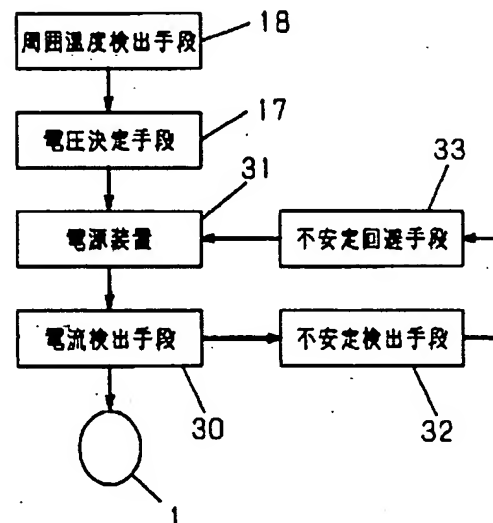 周囲温度検出手段
18
電圧決定手段
17
31
33
電源装置
不安定回避手段
電流検出手段
不安定検出手段
30
32
1